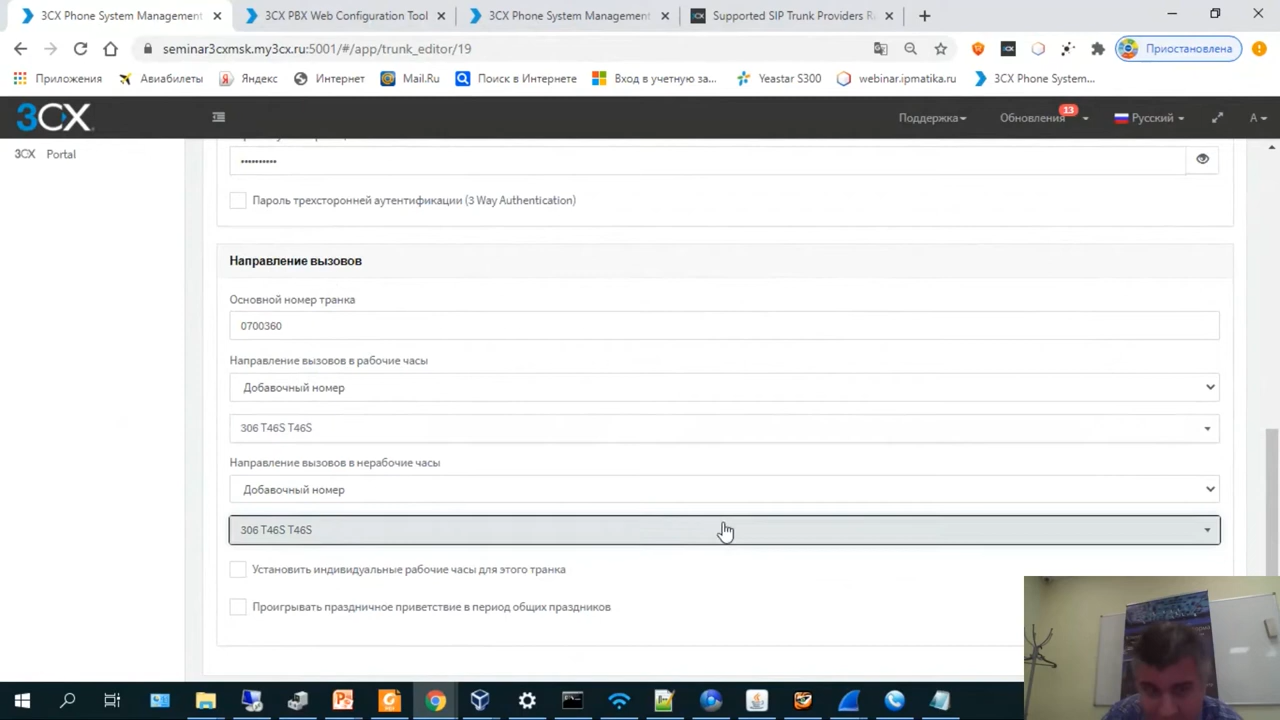 3CX Phone System Management
3CX PBX Web Configuration Tool
3CX Phone System Management
Supported SIP Trunk Providers R
seminar3cxmsk.my3cx.ru:5001/#/app/trunk_editor/19
Приостановлена
Приложения
Авиабилеты
Яндекс
Интернет
Mail.Ru
Поиск в Интернете
Вход в учетную за...
Yeastar S300
webinar.ipmatika.ru
3CX Phone System...
3CX
Поддержка
Обновления
13
Русский
A
3CX Portal
••••••••••
Пароль трехсторонней аутентификации (3 Way Authentication)
Направление вызовов
Основной номер транка
0700360
Направление вызовов в рабочие часы
Добавочный номер
306 T46S T46S
Направление вызовов в нерабочие часы
Добавочный номер
306 T46S T46S
Установить индивидуальные рабочие часы для этого транка
Проигрывать праздничное приветствие в период общих праздников